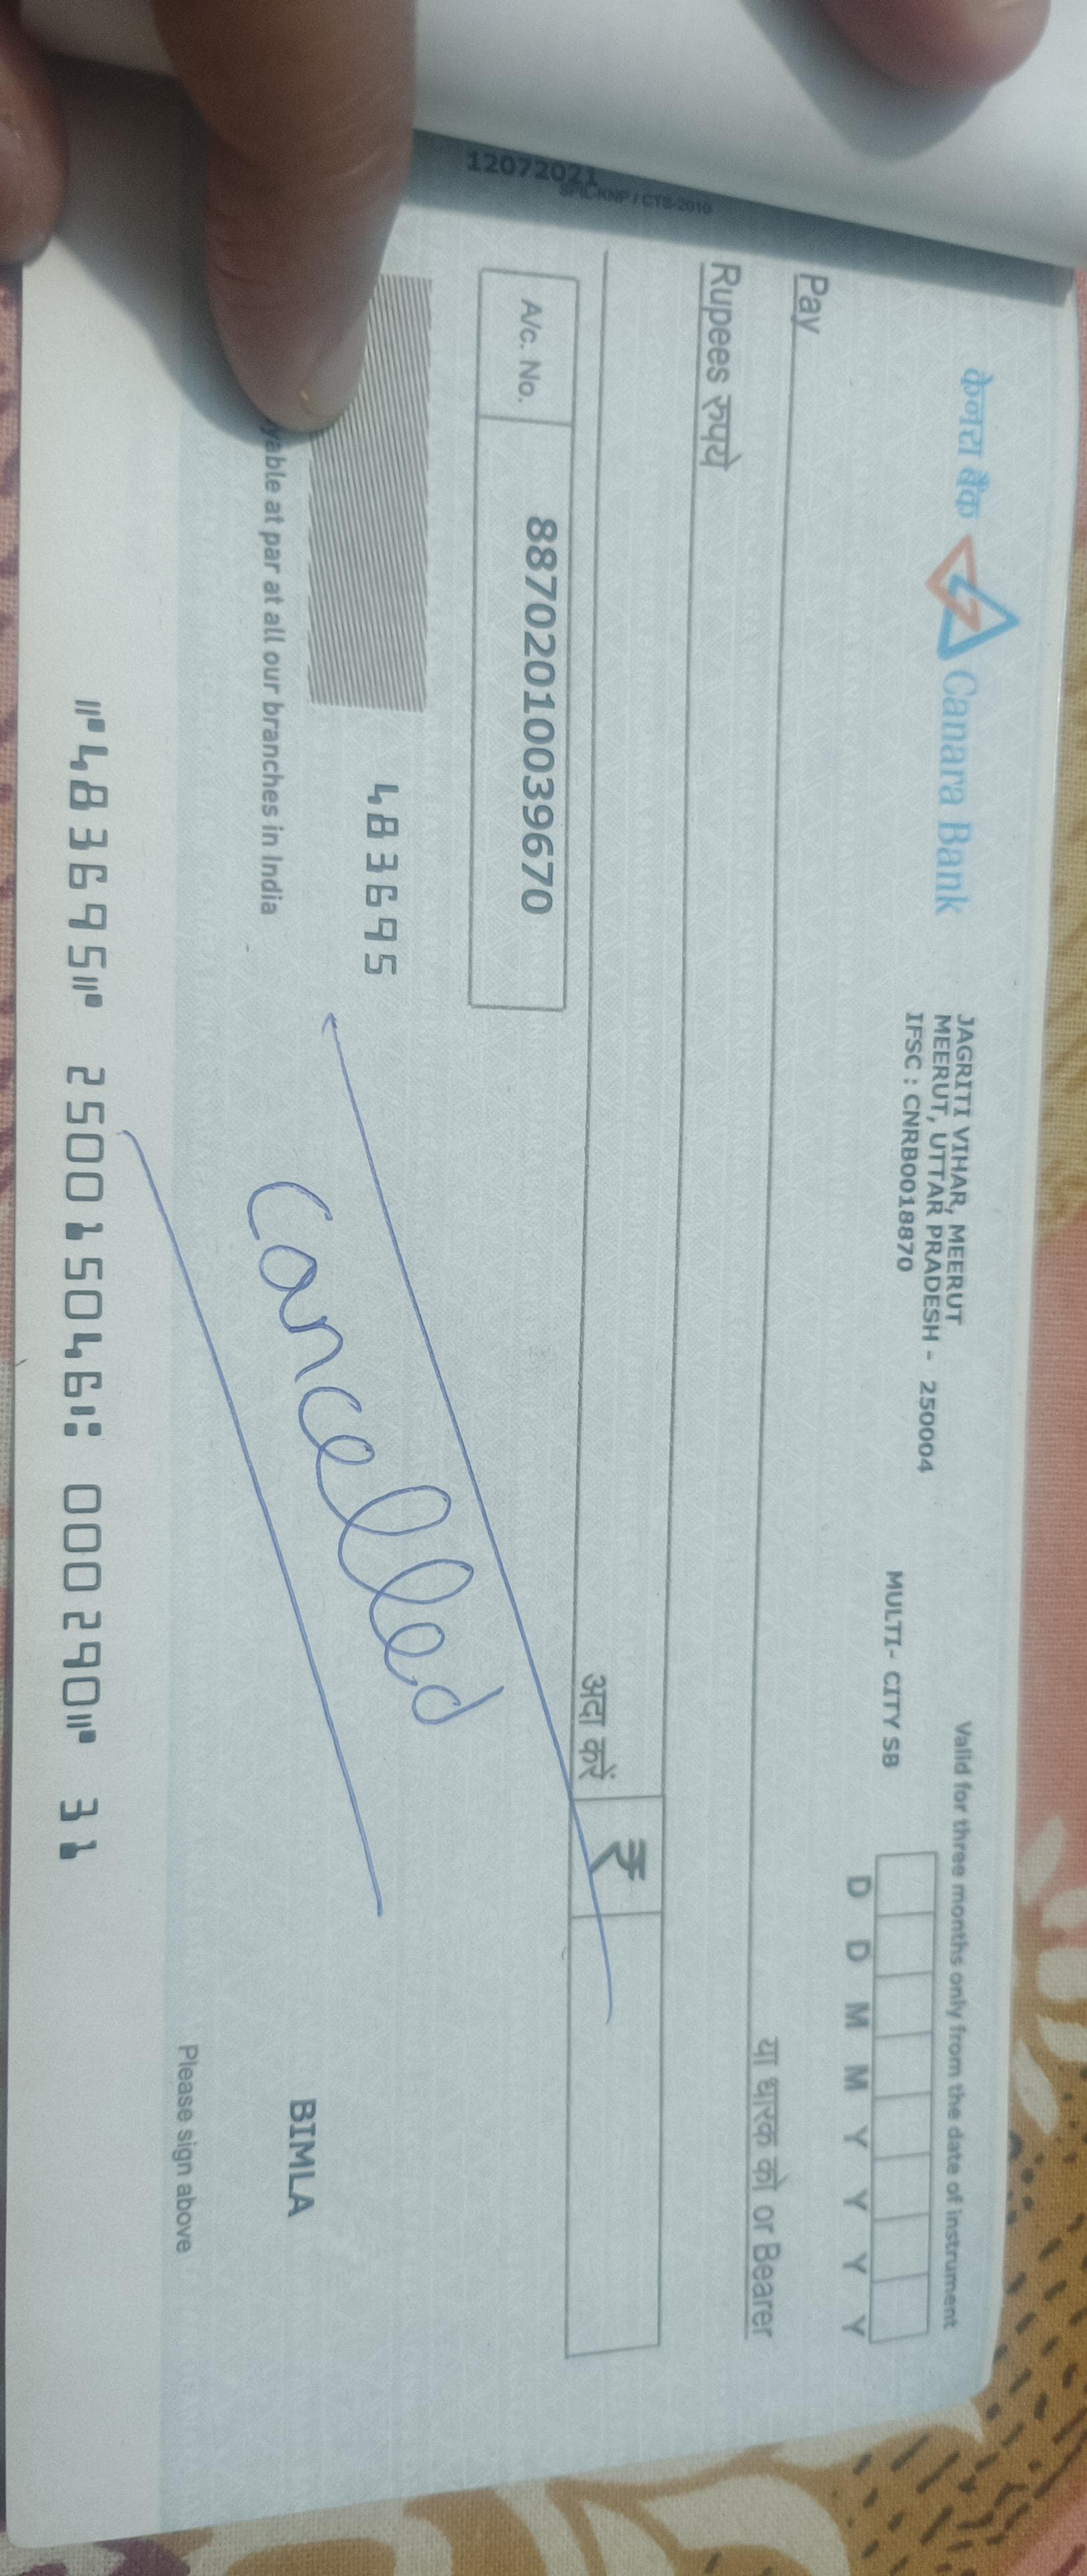 केनरा बैंक Canara Bank
JAGRITI VIHAR, MEERUT
MEERUT, UTTAR PRADESH - 250004
IFSC : CNRB0018870
MULTI- CITY SB
Valid for three months only from the date of instrument
D D M M Y Y Y Y
Pay
या धारक को or Bearer
Rupees रुपये
अदा करें ₹
A/c. No. 88702010039670
12072021
483695
Cancelled
at par at all our branches in India
BIMLA
Please sign above
⑈483695⑈ 250015046⑆ 000290⑈ 31